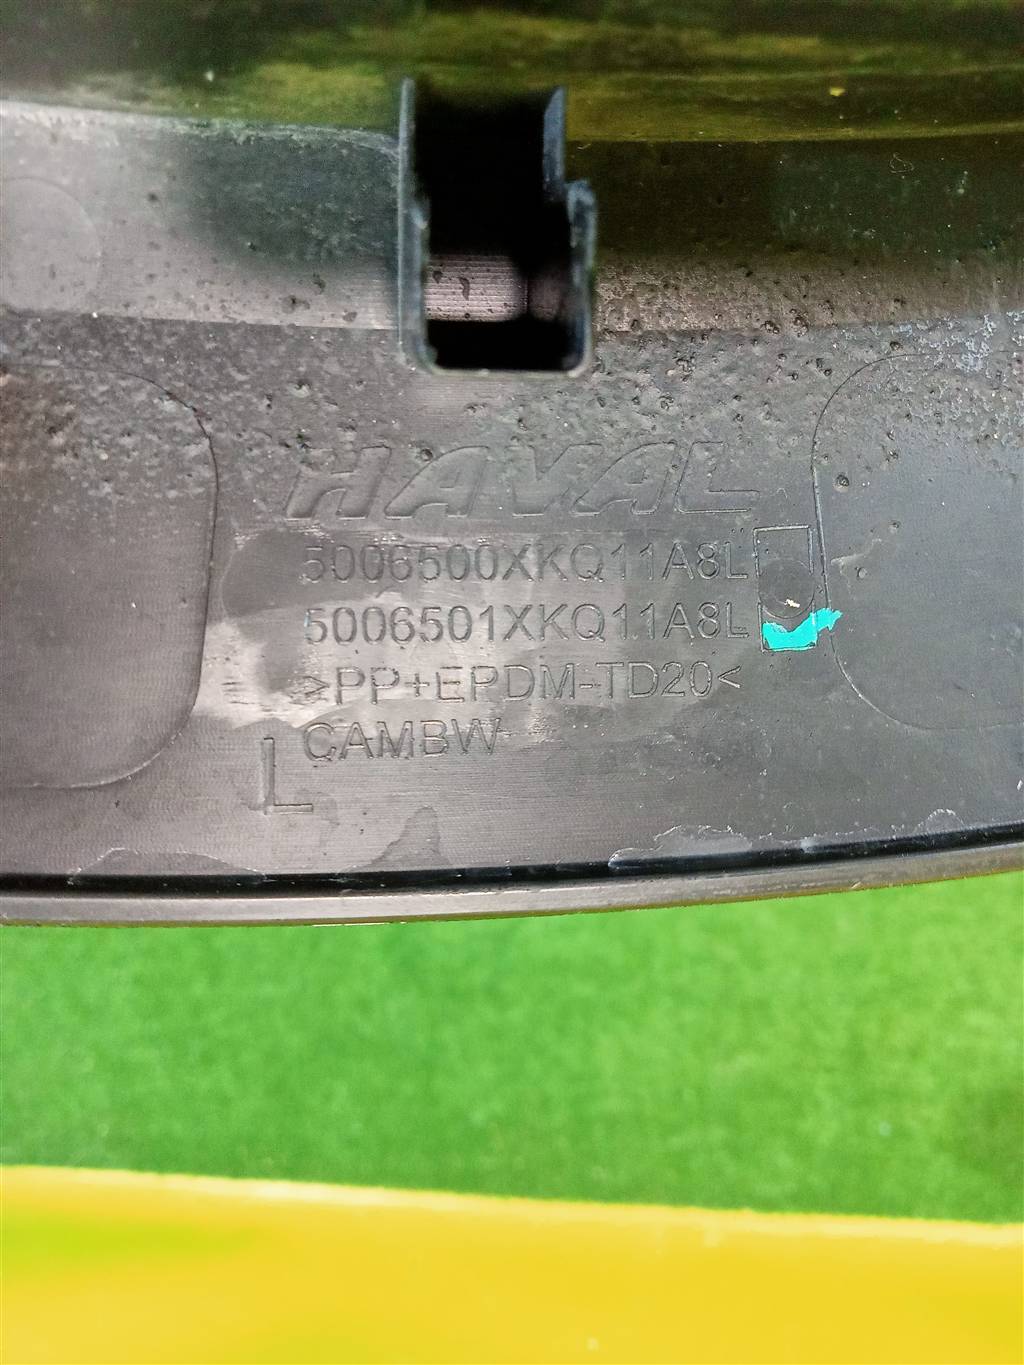 HAVAL
5006500XKQ11A8L
5006501XKQ11A8L
>PP+EPDM-TD20<
CAMBW
L